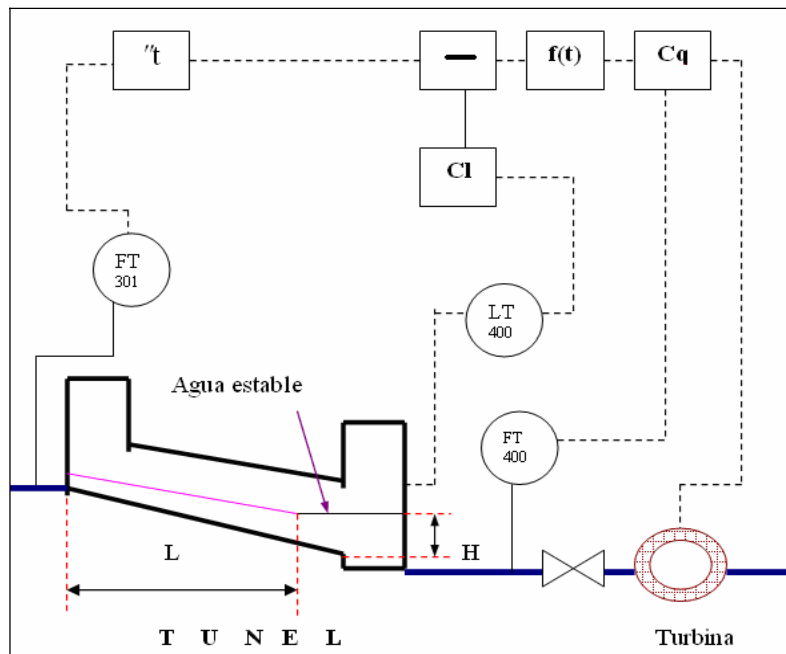 "t
f(t)
Cq
Cl
FT
301
LT
400
Agua estable
FT
400
L
H
T U N E L
Turbina